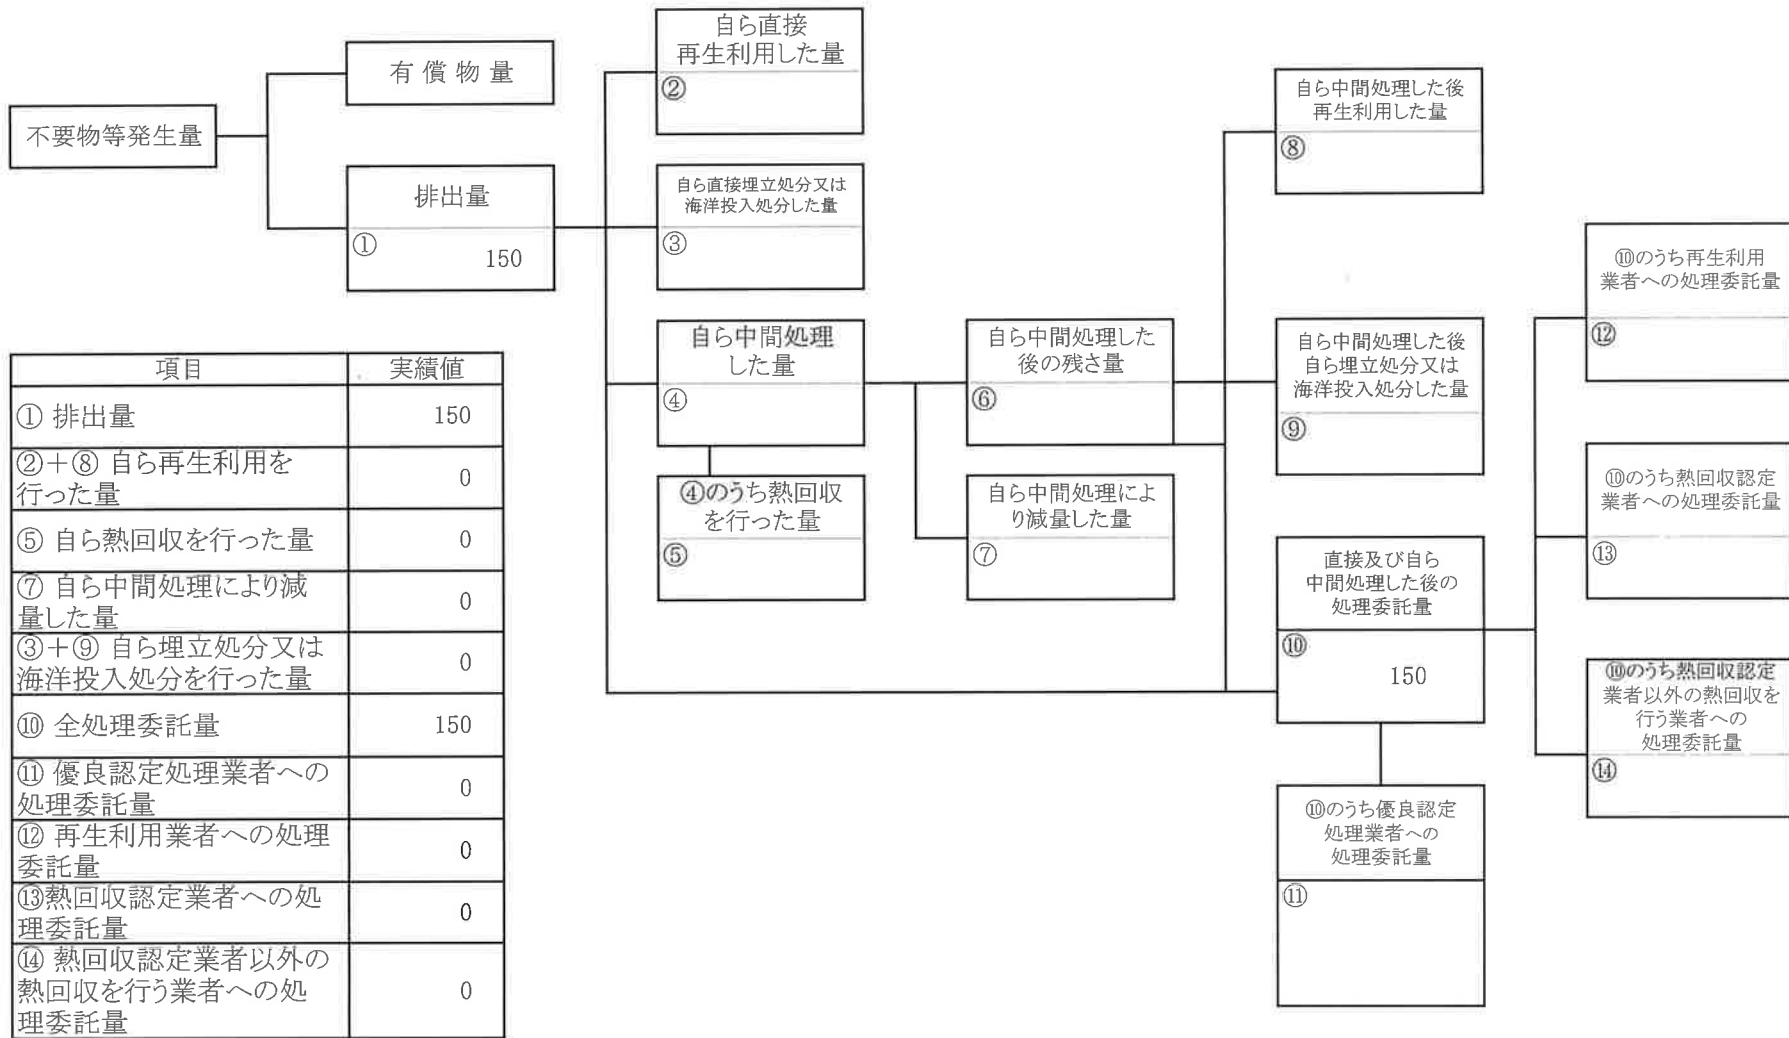 不要物等発生量
有償物量
排出量
①
150
自ら直接
再生利用した量
②
自ら直接埋立処分又は
海洋投入処分した量
③
自ら中間処理
した量
④
④のうち熱回収
を行った量
⑤
自ら中間処理した
後の残さ量
⑥
自ら中間処理によ
り減量した量
⑦
自ら中間処理した後
再生利用した量
⑧
自ら中間処理した後
自ら埋立処分又は
海洋投入処分した量
⑨
直接及び自ら
中間処理した後の
処理委託量
⑩
150
⑩のうち優良認定
処理業者への
処理委託量
⑪
⑩のうち再生利用
業者への処理委託量
⑫
⑩のうち熱回収認定
業者への処理委託量
⑬
⑩のうち熱回収認定
業者以外の熱回収を
行う業者への
処理委託量
⑭
項目 実績値
① 排出量 150
②+⑧ 自ら再生利用を
行った量 0
⑤ 自ら熱回収を行った量 0
⑦ 自ら中間処理により減
量した量 0
③+⑨ 自ら埋立処分又は
海洋投入処分を行った量 0
⑩ 全処理委託量 150
⑪ 優良認定処理業者への
処理委託量 0
⑫ 再生利用業者への処理
委託量 0
⑬熱回収認定業者への処
理委託量 0
⑭ 熱回収認定業者以外の
熱回収を行う業者への処
理委託量 0